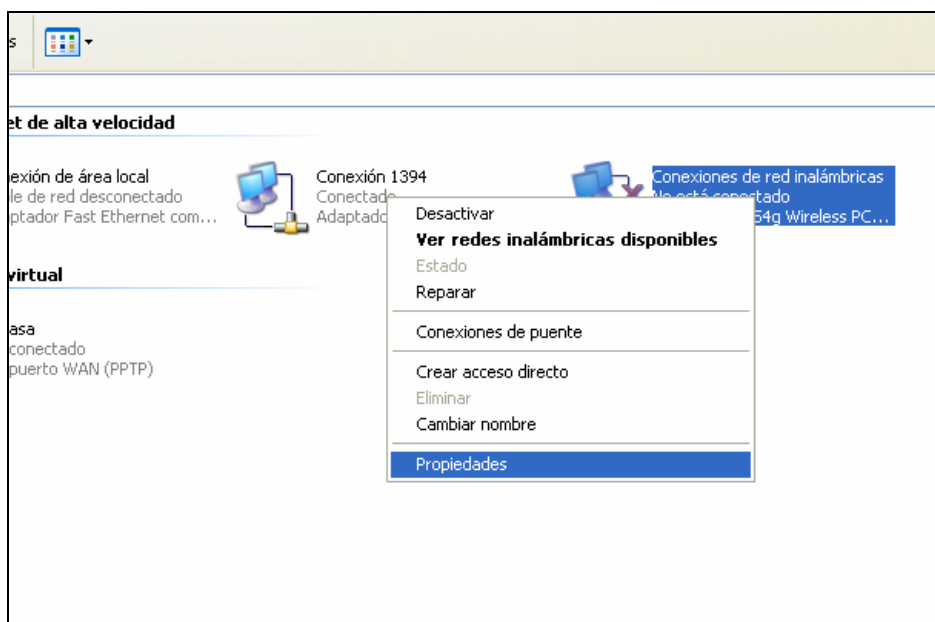 s
et de alta velocidad
exión de área local
le de red desconectado
ptador Fast Ethernet com...
Conexión 1394
Conectado
Adaptado
Conexiones de red inalámbricas
No está conectado
54g Wireless PC...
Desactivar
Ver redes inalámbricas disponibles
Estado
Reparar
Conexiones de puente
Crear acceso directo
Eliminar
Cambiar nombre
Propiedades
virtual
asa
conectado
puerto WAN (PPTP)